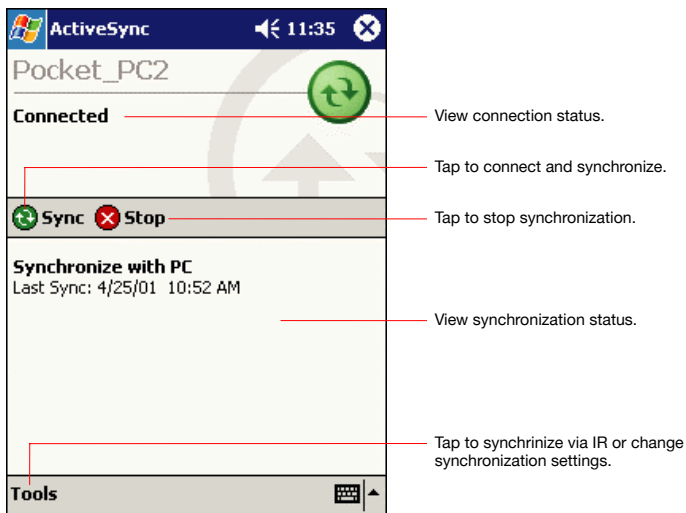 ActiveSync 11:35
Pocket_PC2
Connected
View connection status.
Tap to connect and synchronize.
Sync Stop
Tap to stop synchronization.
Synchronize with PC
Last Sync: 4/25/01 10:52 AM
View synchronization status.
Tap to synchrinize via IR or change
synchronization settings.
Tools